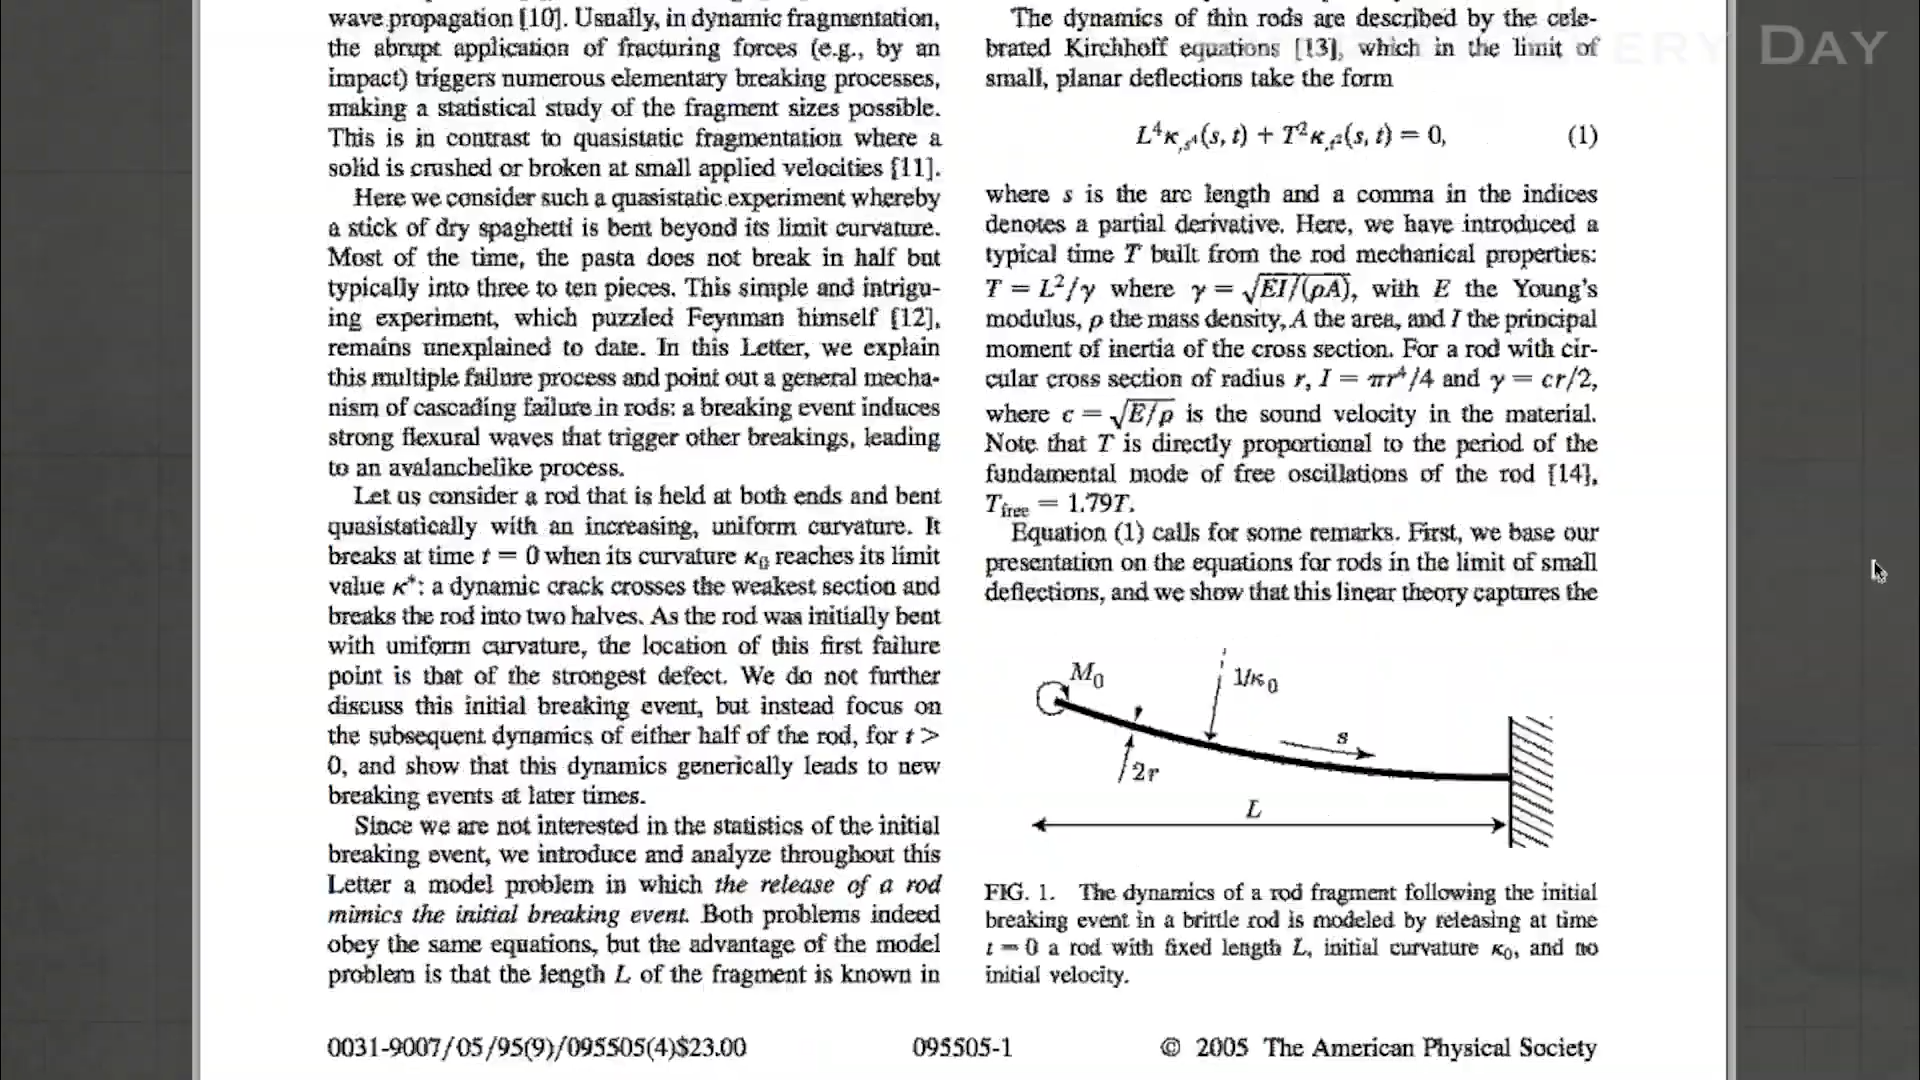 wave propagation [10]. Usually, in dynamic fragmentation,
the abrupt application of fracturing forces (e.g., by an
impact) triggers numerous elementary breaking processes,
making a statistical study of the fragment sizes possible.
This is in contrast to quasistatic fragmentation where a
solid is crushed or broken at small applied velocities [11].
Here we consider such a quasistatic experiment whereby
a stick of dry spaghetti is bent beyond its limit curvature.
Most of the time, the pasta does not break in half but
typically into three to ten pieces. This simple and intrigu-
ing experiment, which puzzled Feynman himself [12],
remains unexplained to date. In this Letter, we explain
this multiple failure process and point out a general mecha-
nism of cascading failure in rods: a breaking event induces
strong flexural waves that trigger other breakings, leading
to an avalanchelike process.
Let us consider a rod that is held at both ends and bent
quasistatically with an increasing, uniform curvature. It
breaks at time t = 0 when its curvature κ₀ reaches its limit
value κ*: a dynamic crack crosses the weakest section and
breaks the rod into two halves. As the rod was initially bent
with uniform curvature, the location of this first failure
point is that of the strongest defect. We do not further
discuss this initial breaking event, but instead focus on
the subsequent dynamics of either half of the rod, for t >
0, and show that this dynamics generically leads to new
breaking events at later times.
Since we are not interested in the statistics of the initial
breaking event, we introduce and analyze throughout this
Letter a model problem in which the release of a rod
mimics the initial breaking event. Both problems indeed
obey the same equations, but the advantage of the model
problem is that the length L of the fragment is known in
The dynamics of thin rods are described by the cele-
brated Kirchhoff equations [13], which in the limit of
small, planar deflections take the form
L⁴κ,s⁴(s, t) + T²κ,t²(s, t) = 0, (1)
where s is the arc length and a comma in the indices
denotes a partial derivative. Here, we have introduced a
typical time T built from the rod mechanical properties:
T = L²/γ where γ = √EI/(ρA), with E the Young's
modulus, ρ the mass density, A the area, and I the principal
moment of inertia of the cross section. For a rod with cir-
cular cross section of radius r, I = πr⁴/4 and γ = cr/2,
where c = √E/ρ is the sound velocity in the material.
Note that T is directly proportional to the period of the
fundamental mode of free oscillations of the rod [14],
Tfree = 1.79T.
Equation (1) calls for some remarks. First, we base our
presentation on the equations for rods in the limit of small
deflections, and we show that this linear theory captures the
M₀
1/κ₀
s
2r
L
FIG. 1. The dynamics of a rod fragment following the initial
breaking event in a brittle rod is modeled by releasing at time
t = 0 a rod with fixed length L, initial curvature κ₀, and no
initial velocity.
0031-9007/05/95(9)/095505(4)$23.00 095505-1 © 2005 The American Physical Society
ERY DAY